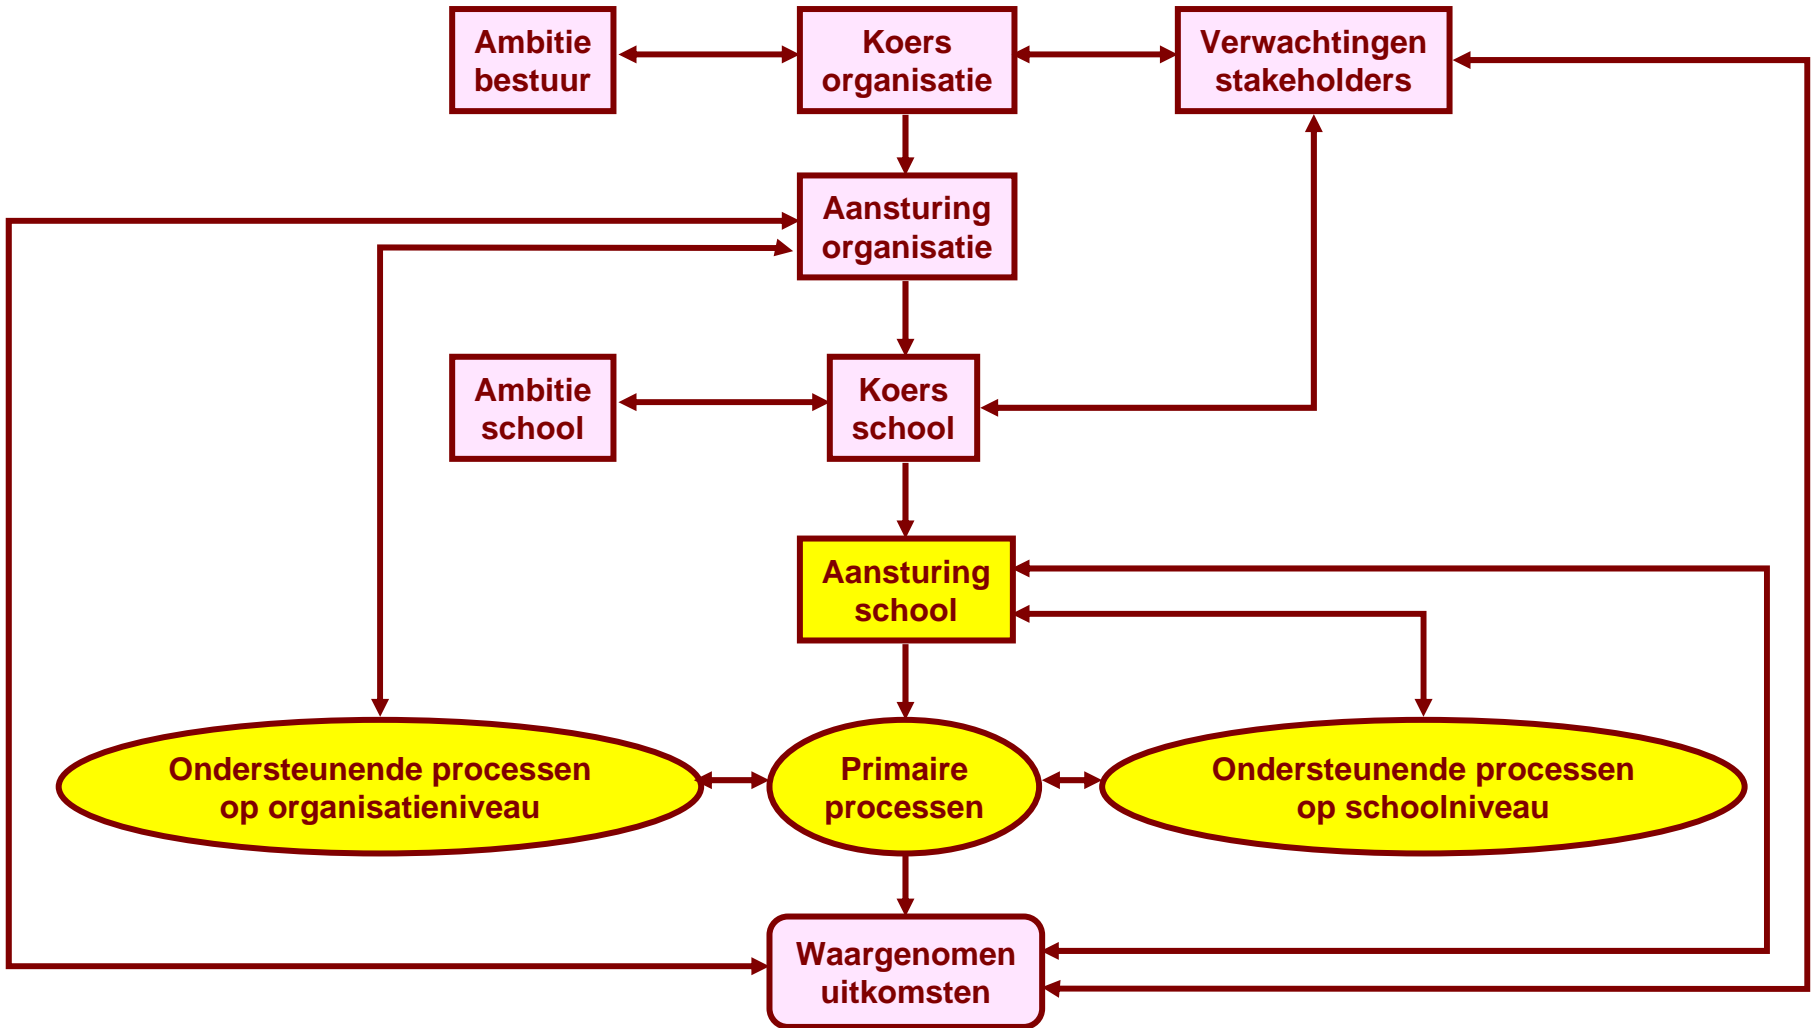 Ambitie
bestuur
Koers
organisatie
Verwachtingen
stakeholders
Aansturing
organisatie
Ambitie
school
Koers
school
Aansturing
school
Ondersteunende processen
op organisatieniveau
Primaire
processen
Ondersteunende processen
op schoolniveau
Waargenomen
uitkomsten